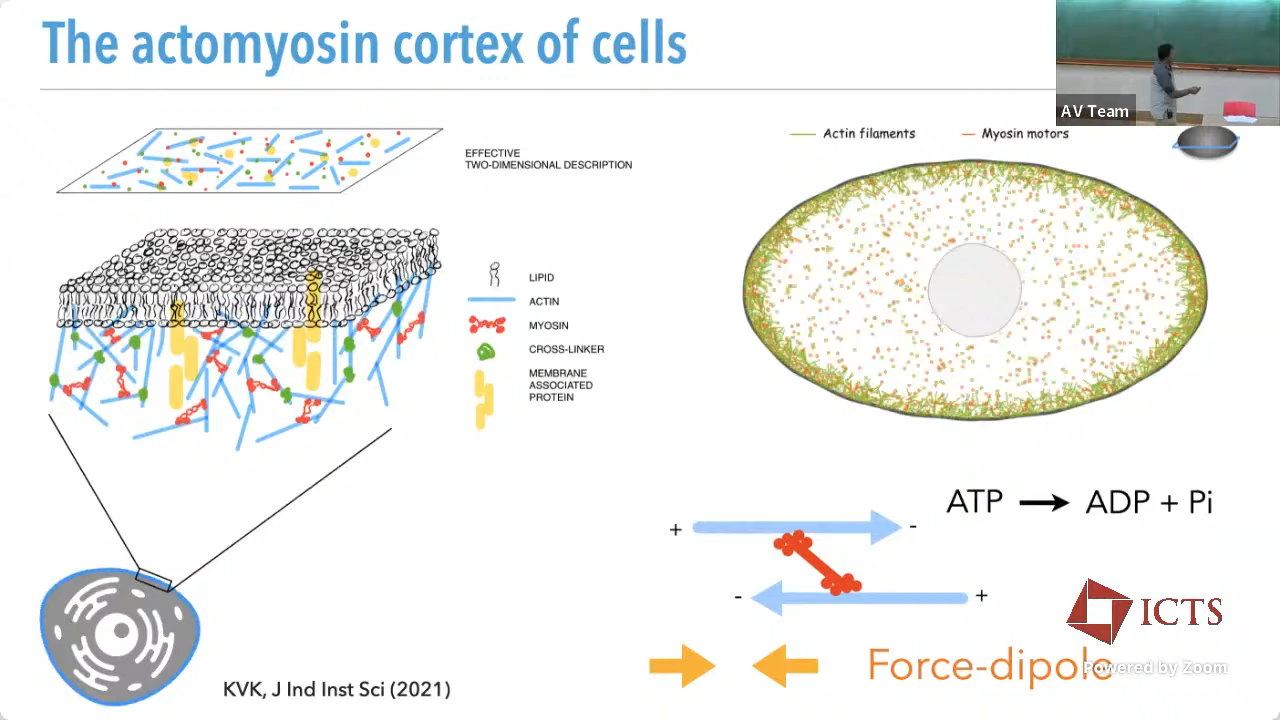 The actomyosin cortex of cells
AV Team
EFFECTIVE
TWO-DIMENSIONAL DESCRIPTION
Actin filaments
Myosin motors
LIPID
ACTIN
MYOSIN
CROSS-LINKER
MEMBRANE
ASSOCIATED
PROTEIN
ATP → ADP + Pi
+ -
- +
ICTS
Force-dipole
Powered by Zoom
KVK, J Ind Inst Sci (2021)